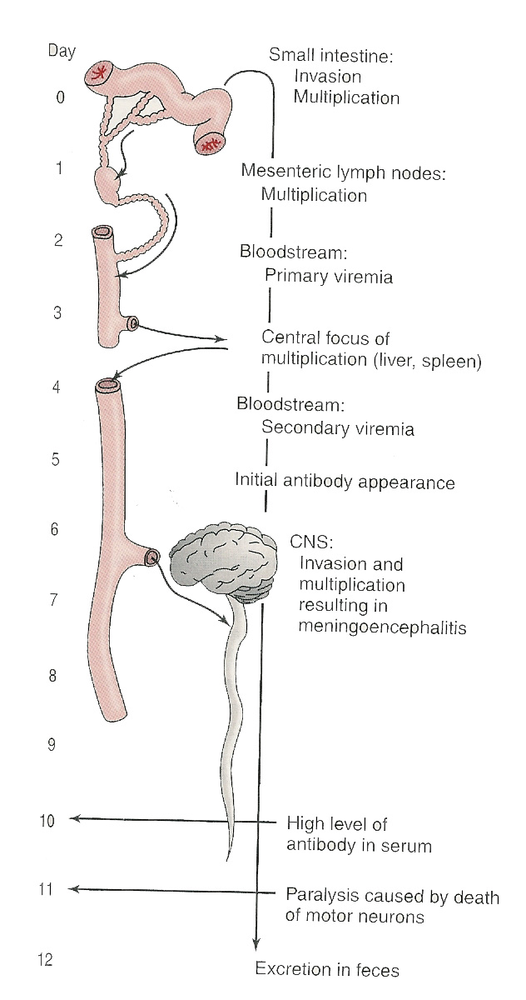 Day
Small intestine:
Invasion
Multiplication
0
1
Mesenteric lymph nodes:
Multiplication
2
Bloodstream:
Primary viremia
3
Central focus of
multiplication (liver, spleen)
4
Bloodstream:
Secondary viremia
5
Initial antibody appearance
6
CNS:
Invasion and
multiplication
resulting in
meningoencephalitis
7
8
9
10
High level of
antibody in serum
11
Paralysis caused by death
of motor neurons
12
Excretion in feces